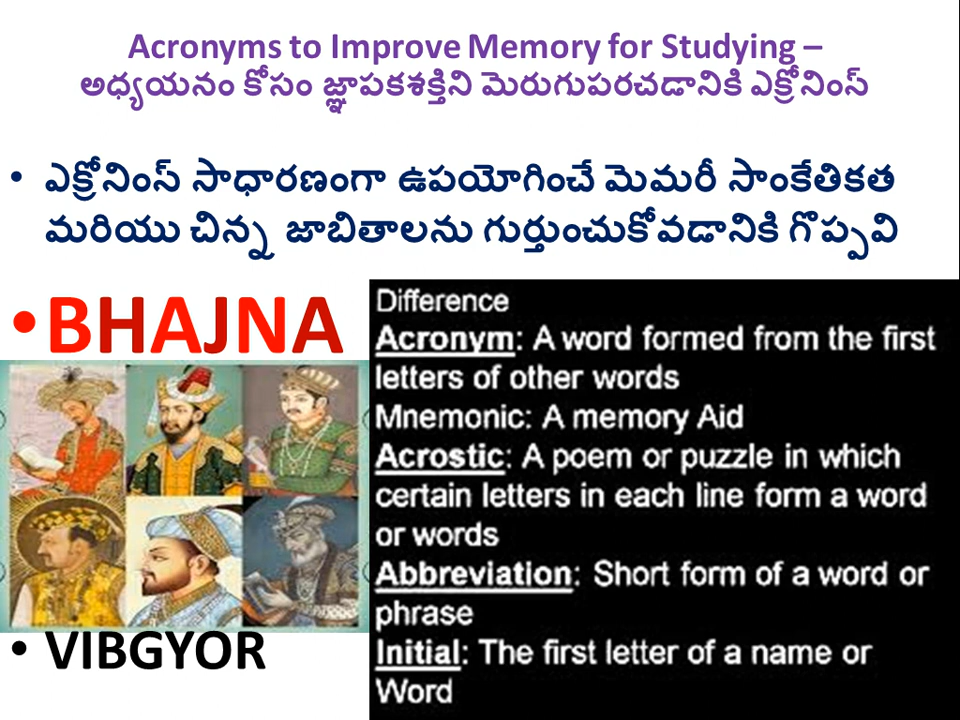 Acronyms to Improve Memory for Studying –
అధ్యయనం కోసం జ్ఞాపకశక్తిని మెరుగుపరచడానికి ఎక్రోనింస్
• ఎక్రోనింస్ సాధారణంగా ఉపయోగించే మెమరీ సాంకేతికత
మరియు చిన్న జాబితాలను గుర్తుంచుకోవడానికి గొప్పవి
• BHAJNA
• VIBGYOR
Difference
Acronym: A word formed from the first
letters of other words
Mnemonic: A memory Aid
Acrostic: A poem or puzzle in which
certain letters in each line form a word
or words
Abbreviation: Short form of a word or
phrase
Initial: The first letter of a name or
Word